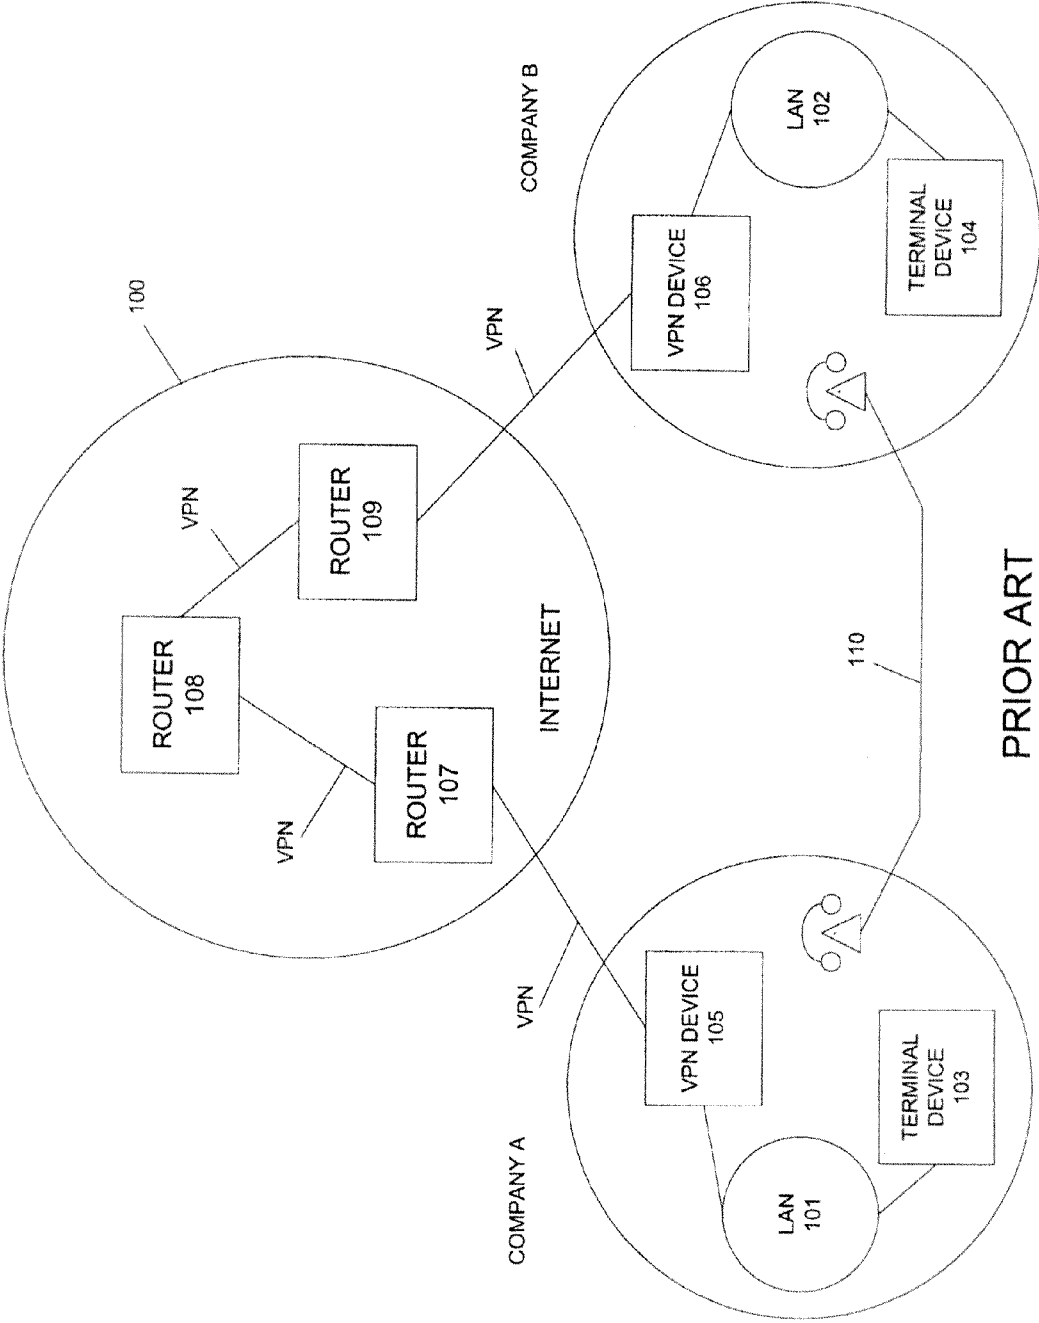 100
VPN
ROUTER
108
ROUTER
109
VPN
ROUTER
107
INTERNET
VPN
VPN
COMPANY A
COMPANY B
VPN DEVICE
105
VPN DEVICE
106
LAN
101
LAN
102
TERMINAL
DEVICE
103
TERMINAL
DEVICE
104
110
PRIOR ART